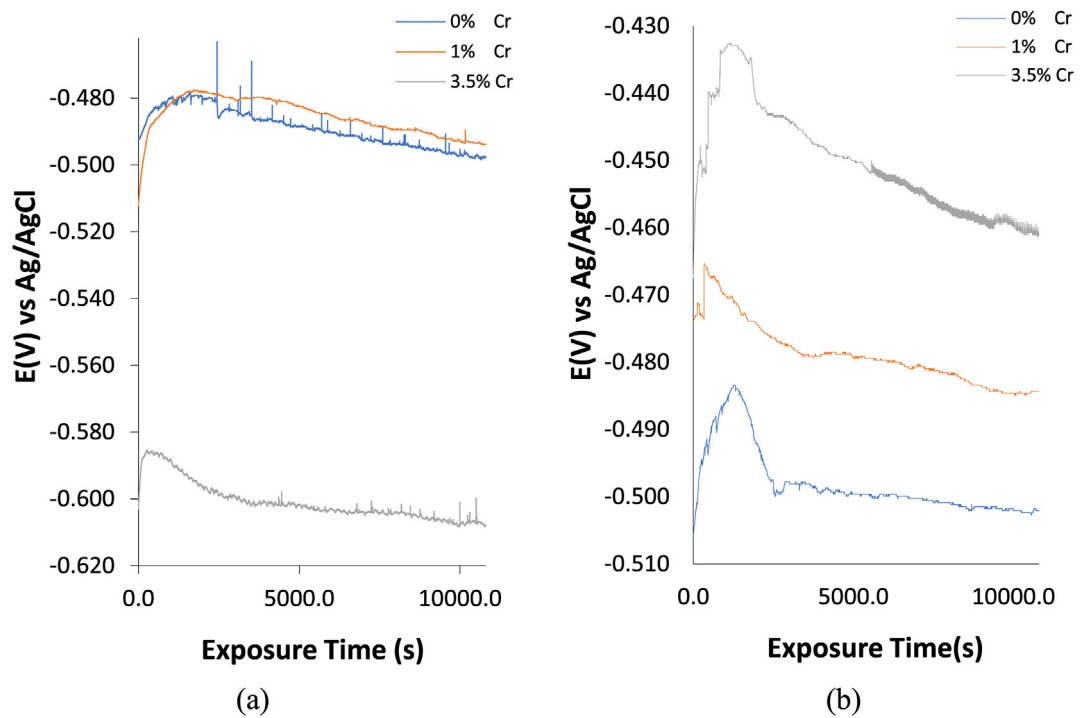 0% Cr
1% Cr
3.5% Cr
-0.480
-0.500
-0.520
-0.540
-0.560
-0.580
-0.600
-0.620
E(V) vs Ag/AgCl
0.0 5000.0 10000.0
Exposure Time (s)
(a)
0% Cr
1% Cr
3.5% Cr
-0.430
-0.440
-0.450
-0.460
-0.470
-0.480
-0.490
-0.500
-0.510
E(V) vs Ag/AgCl
0.0 5000.0 10000.0
Exposure Time(s)
(b)